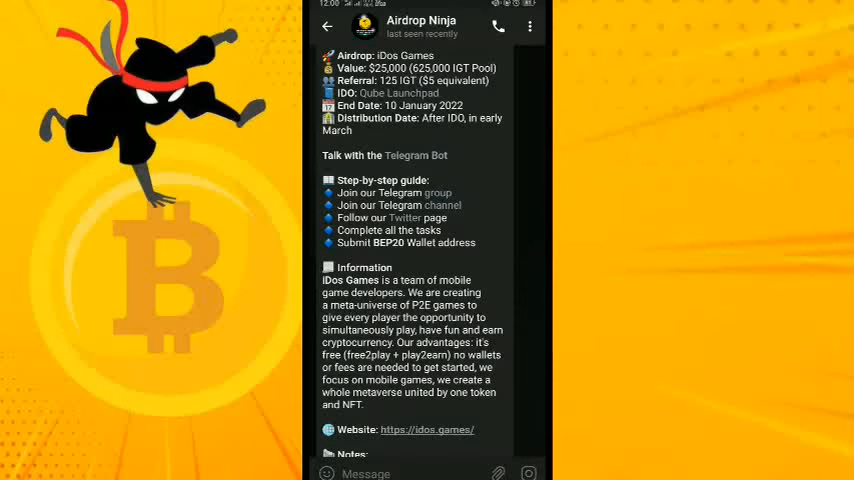 12:00
Airdrop Ninja
last seen recently
🚀 Airdrop: iDos Games
💰 Value: $25,000 (625,000 IGT Pool)
👥 Referral: 125 IGT ($5 equivalent)
📘 IDO: Qube Launchpad
📅 End Date: 10 January 2022
Distribution Date: After IDO, in early
March
Talk with the Telegram Bot
📖 Step-by-step guide:
🔹 Join our Telegram group
🔹 Join our Telegram channel
🔹 Follow our Twitter page
🔹 Complete all the tasks
🔹 Submit BEP20 Wallet address
Information
iDos Games is a team of mobile
game developers. We are creating
a meta-universe of P2E games to
give every player the opportunity to
simultaneously play, have fun and earn
cryptocurrency. Our advantages: it's
free (free2play + play2earn) no wallets
or fees are needed to get started, we
focus on mobile games, we create a
whole metaverse united by one token
and NFT.
🌐 Website: https://idos.games/
Notes:
Message